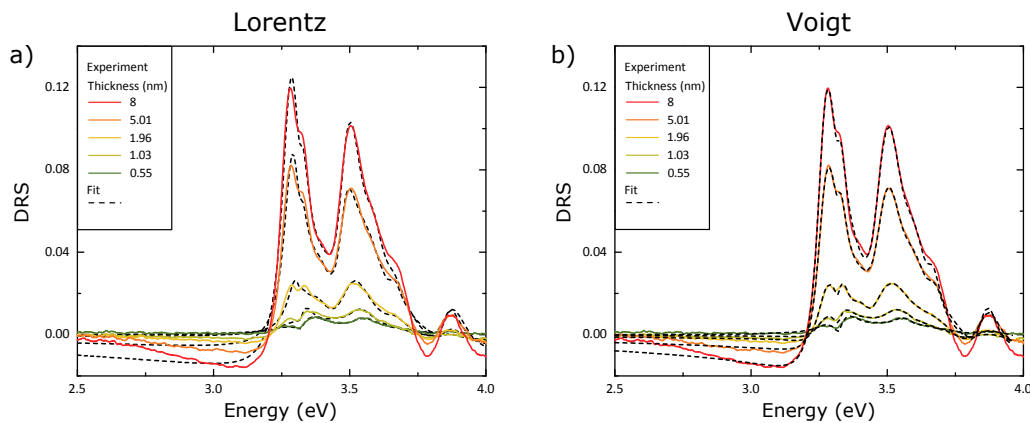 Lorentz
a)
Experiment
Thickness (nm)
8
5.01
1.96
1.03
0.55
Fit
DRS
0.12
0.08
0.04
0.00
2.5
3.0
3.5
4.0
Energy (eV)
Voigt
b)
Experiment
Thickness (nm)
8
5.01
1.96
1.03
0.55
Fit
DRS
0.12
0.08
0.04
0.00
2.5
3.0
3.5
4.0
Energy (eV)